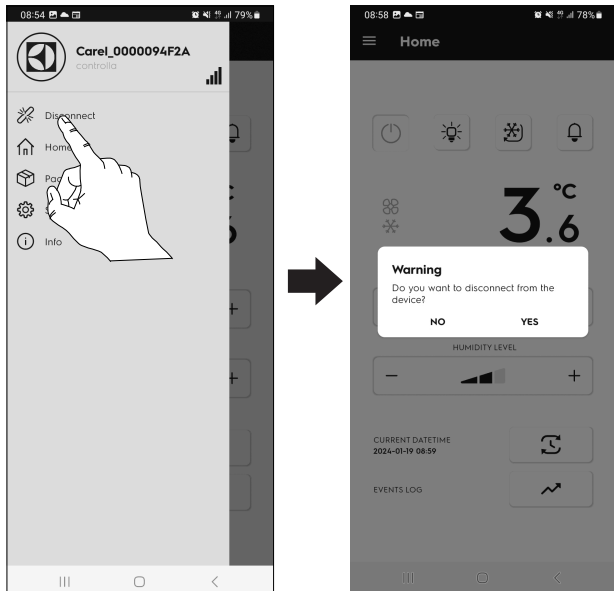 08:54
79%
Carel_0000094F2A
controlla
Disconnect
Home
Info
08:58
78%
Home
3.6 °C
Warning
Do you want to disconnect from the
device?
NO YES
HUMIDITY LEVEL
− +
CURRENT DATETIME
2024-01-19 08:59
EVENTS LOG